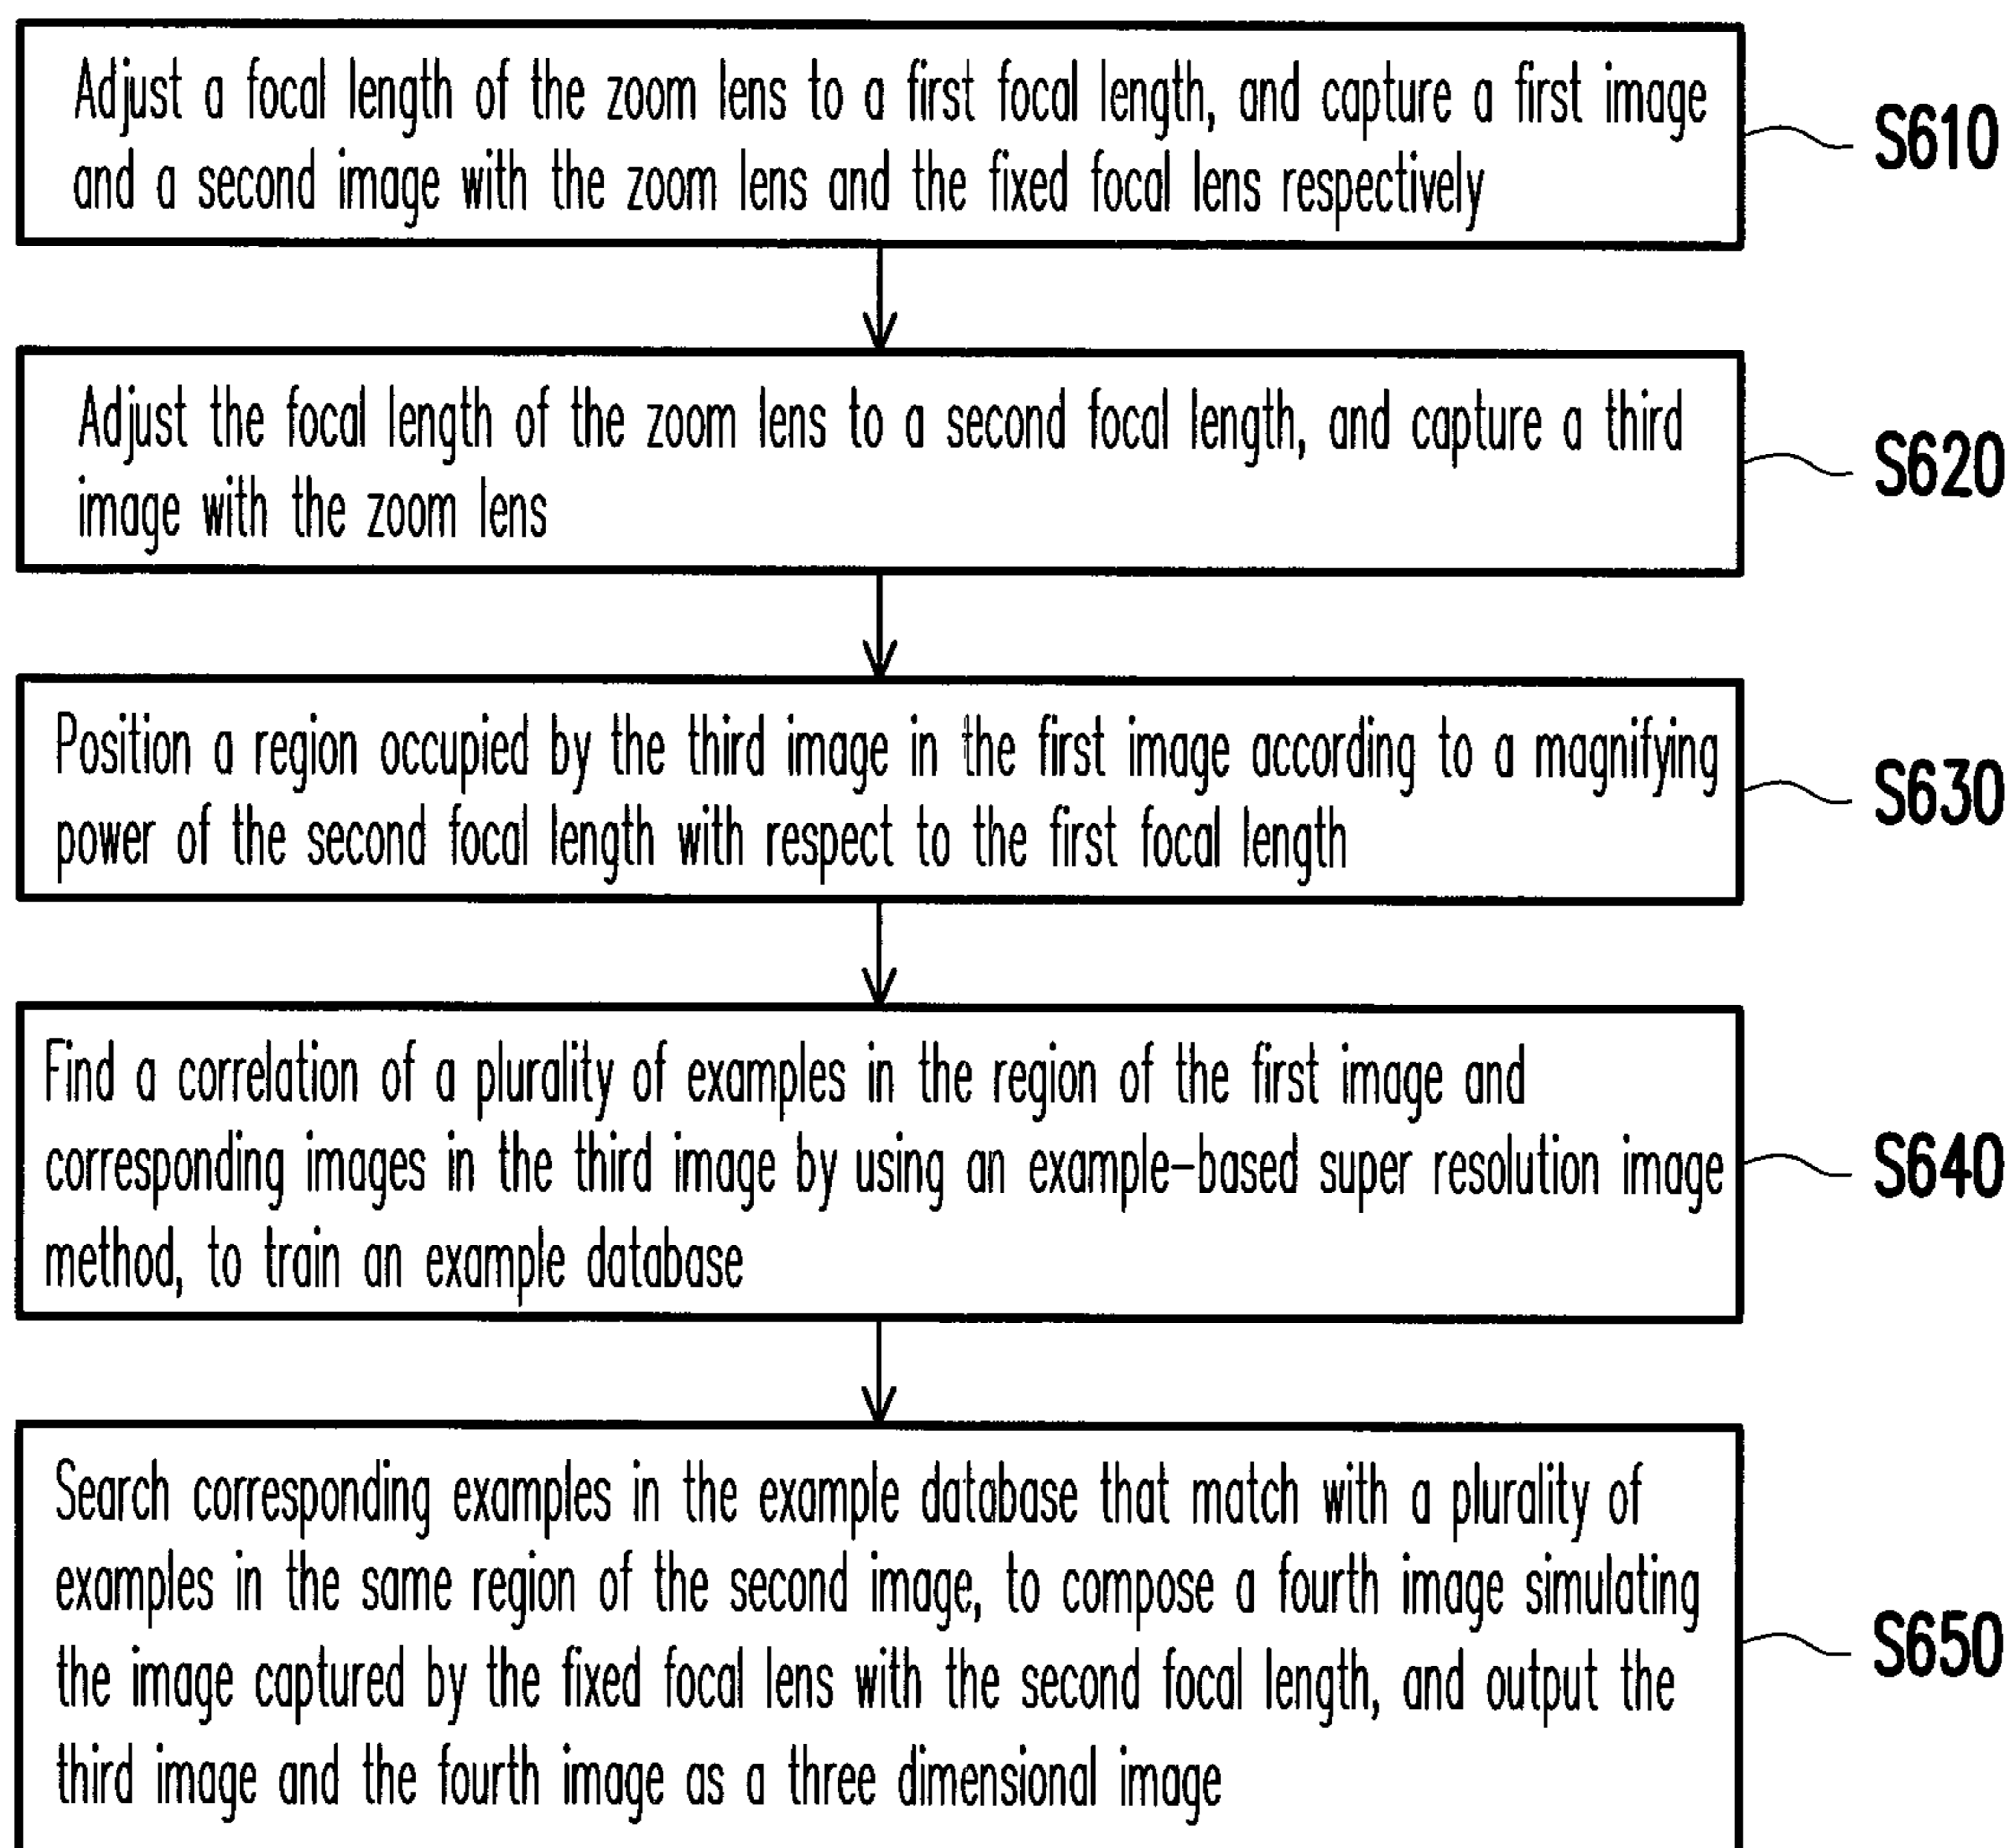 Adjust a focal length of the zoom lens to a first focal length, and capture a first image
and a second image with the zoom lens and the fixed focal lens respectively
S610
Adjust the focal length of the zoom lens to a second focal length, and capture a third
image with the zoom lens
S620
Position a region occupied by the third image in the first image according to a magnifying
power of the second focal length with respect to the first focal length
S630
Find a correlation of a plurality of examples in the region of the first image and
corresponding images in the third image by using an example-based super resolution image
method, to train an example database
S640
Search corresponding examples in the example database that match with a plurality of
examples in the same region of the second image, to compose a fourth image simulating
the image captured by the fixed focal lens with the second focal length, and output the
third image and the fourth image as a three dimensional image
S650